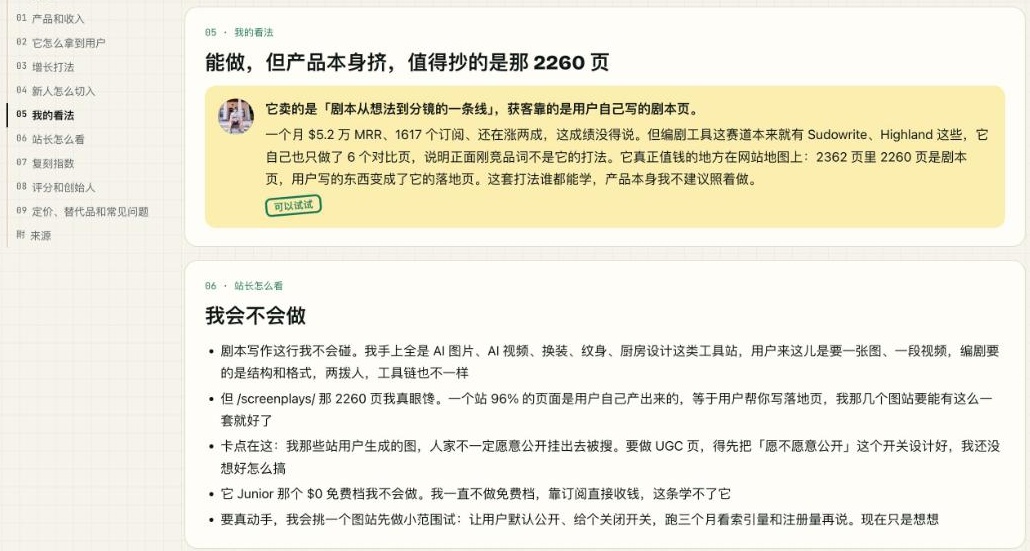 01 产品和收入
02 它怎么拿到用户
03 增长打法
04 新人怎么切入
05 我的看法
06 站长怎么看
07 复刻指数
08 评分和创始人
09 定价、替代品和常见问题
附 来源
05 · 我的看法
能做，但产品本身挤，值得抄的是那 2260 页
它卖的是「剧本从想法到分镜的一条线」，获客靠的是用户自己写的剧本页。
一个月 $5.2 万 MRR、1617 个订阅、还在涨两成，这成绩没得说。但编剧工具这赛道本来就有 Sudowrite、Highland 这些，它
自己也只做了 6 个对比页，说明正面刚竞品词不是它的打法。它真正值钱的地方在网站地图上：2362 页里 2260 页是剧本
页，用户写的东西变成了它的落地页。这套打法谁都能学，产品本身我不建议照着做。
可以试试
06 · 站长怎么看
我会不会做
• 剧本写作这行我不会碰。我手上全是 AI 图片、AI 视频、换装、纹身、厨房设计这类工具站，用户来这儿是要一张图、一段视频，编剧要
的是结构和格式，两拨人，工具链也不一样
• 但 /screenplays/ 那 2260 页我真眼馋。一个站 96% 的页面是用户自己产出来的，等于用户帮你写落地页，我那几个图站要能有这么一
套就好了
• 卡点在这：我那些站用户生成的图，人家不一定愿意公开挂出去被搜。要做 UGC 页，得先把「愿不愿意公开」这个开关设计好，我还没
想好怎么搞
• 它 Junior 那个 $0 免费档我不会做。我一直不做免费档，靠订阅直接收钱，这条学不了它
• 要真动手，我会挑一个图站先做小范围试：让用户默认公开、给个关闭开关，跑三个月看索引量和注册量再说。现在只是想想